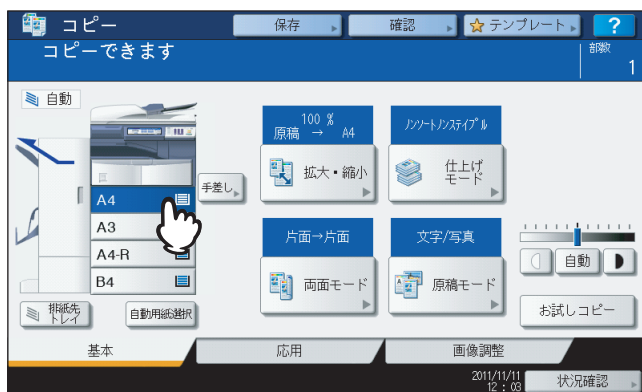 コピー
保存
確認
テンプレート
?
コピーできます
部数
1
自動
100 %
原稿 → A4
ノンソートノンステイプル
拡大・縮小
仕上げ
モード
手差し
A4
A3
A4-R
B4
片面→片面
文字/写真
両面モード
原稿モード
自動
排紙先
トレイ
自動用紙選択
お試しコピー
基本
応用
画像調整
2011/11/11
12:03
状況確認